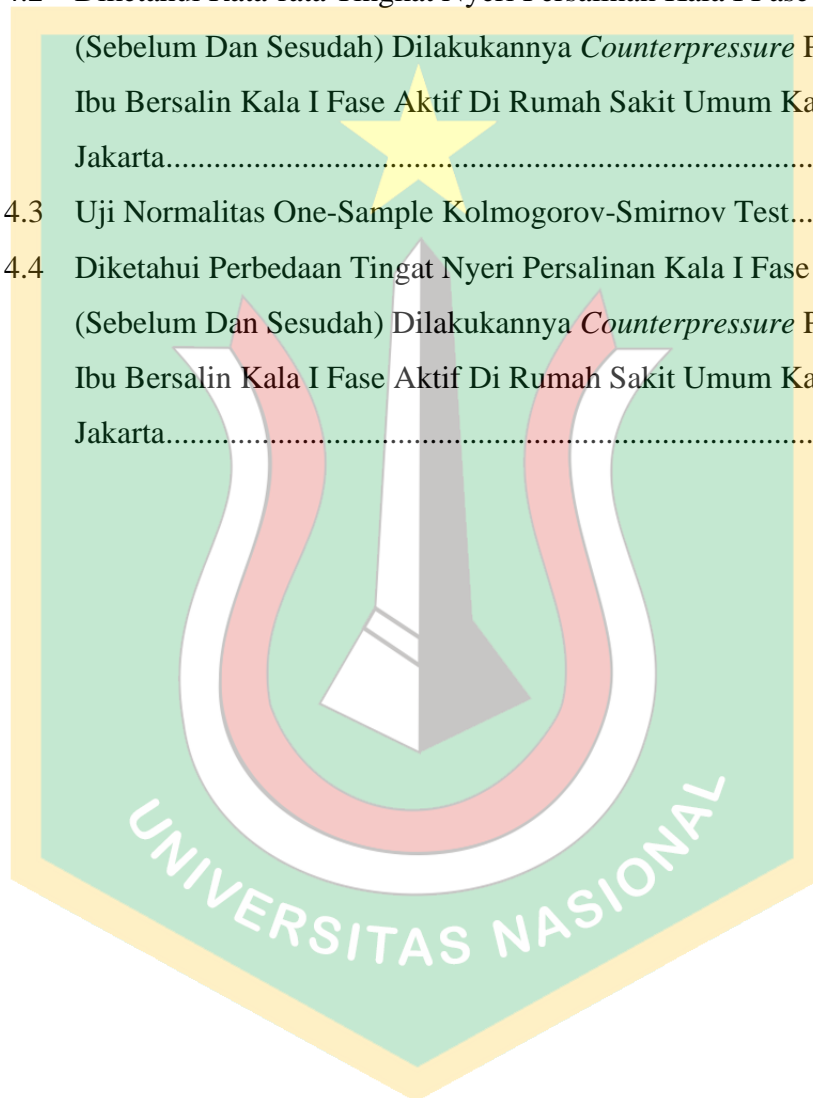 (Sebelum Dan Sesudah) Dilakukannya Counterpressure
Ibu Bersalin Kala I Fase Aktif Di Rumah Sakit Umum
Jakarta....................................................................................
4.3 Uji Normalitas One-Sample Kolmogorov-Smirnov Test...
4.4 Diketahui Perbedaan Tingat Nyeri Persalinan Kala I Fase
(Sebelum Dan Sesudah) Dilakukannya Counterpressure
Ibu Bersalin Kala I Fase Aktif Di Rumah Sakit Umum
Jakarta....................................................................................
UNIVERSITAS NASIONAL